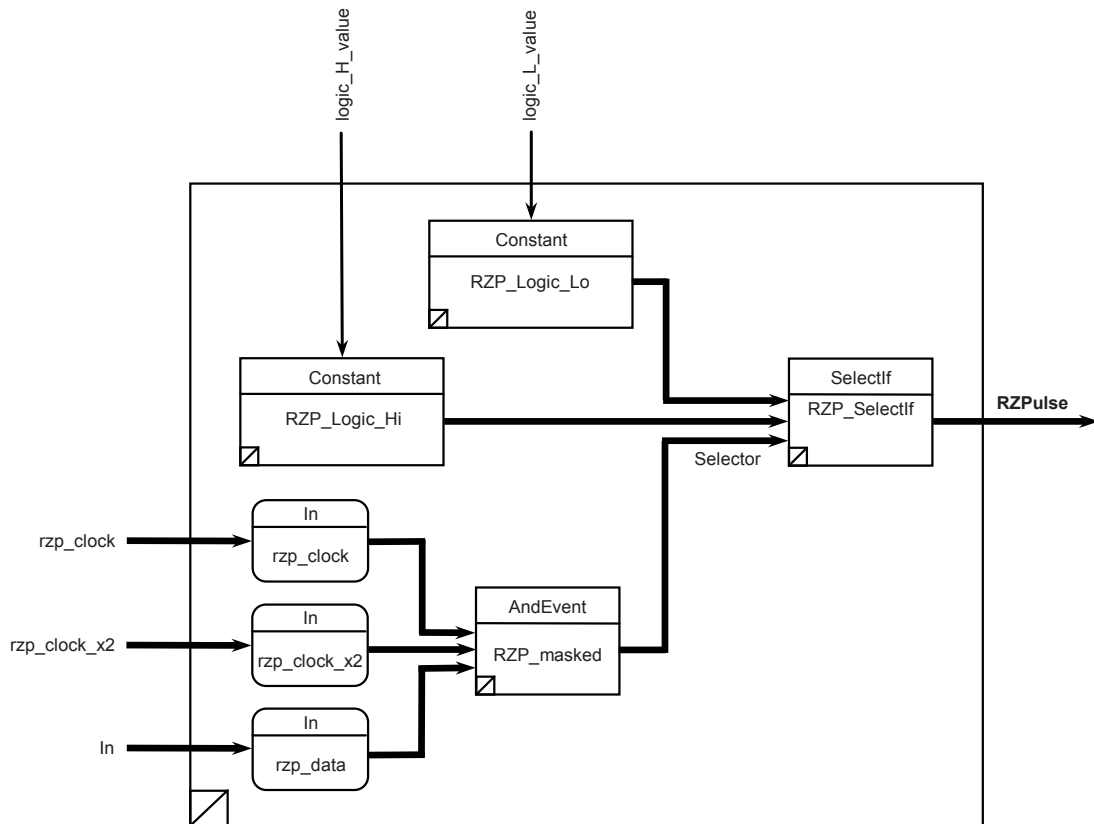 logic_H_value
logic_L_value
Constant
RZP_Logic_Lo
Constant
RZP_Logic_Hi
SelectIf
RZP_SelectIf
RZPulse
Selector
In
rzp_clock
rzp_clock
In
rzp_clock_x2
rzp_clock_x2
AndEvent
RZP_masked
In
In
rzp_data